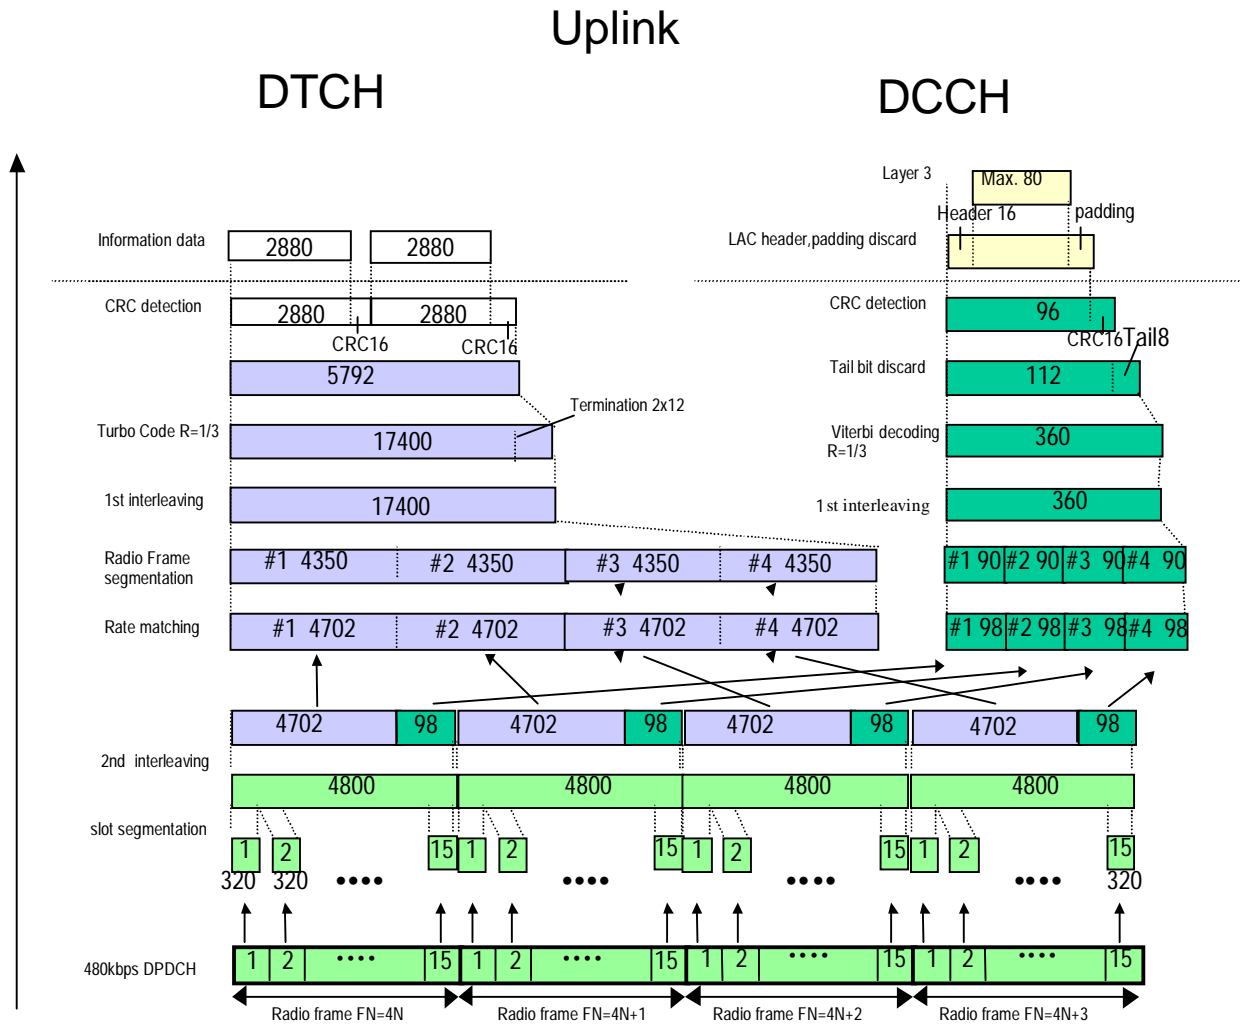 Uplink
DTCH
DCCH
Layer 3
Max. 80
Header 16
padding
Information data
2880
2880
LAC header,padding discard
CRC detection
2880
2880
CRC16
CRC16
CRC detection
96
CRC16
Tail8
5792
Tail bit discard
112
Termination 2x12
Turbo Code R=1/3
17400
Viterbi decoding
R=1/3
360
1st interleaving
17400
1st interleaving
360
Radio Frame
segmentation
#1 4350
#2 4350
#3 4350
#4 4350
#1 90
#2 90
#3 90
#4 90
Rate matching
#1 4702
#2 4702
#3 4702
#4 4702
#1 98
#2 98
#3 98
#4 98
4702
98
4702
98
4702
98
4702
98
2nd interleaving
4800
4800
4800
4800
slot segmentation
1
2
15
1
2
15
1
2
15
1
2
15
320
320
••••
••••
••••
••••
320
480kbps DPDCH
1
2
••••
15
1
2
••••
15
1
2
••••
15
1
2
••••
15
Radio frame FN=4N
Radio frame FN=4N+1
Radio frame FN=4N+2
Radio frame FN=4N+3